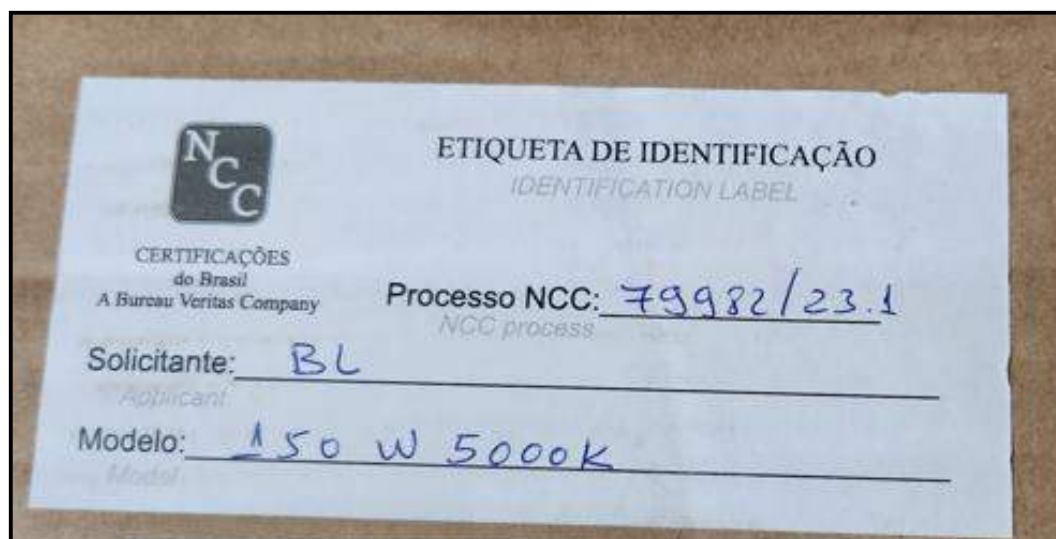 NCC
ETIQUETA DE IDENTIFICAÇÃO
IDENTIFICATION LABEL
CERTIFICAÇÕES
do Brasil
A Bureau Veritas Company
Processo NCC: 79982/23.1
NCC process
Solicitante: BL
Applicant
Modelo: 150 W 5000K
Model